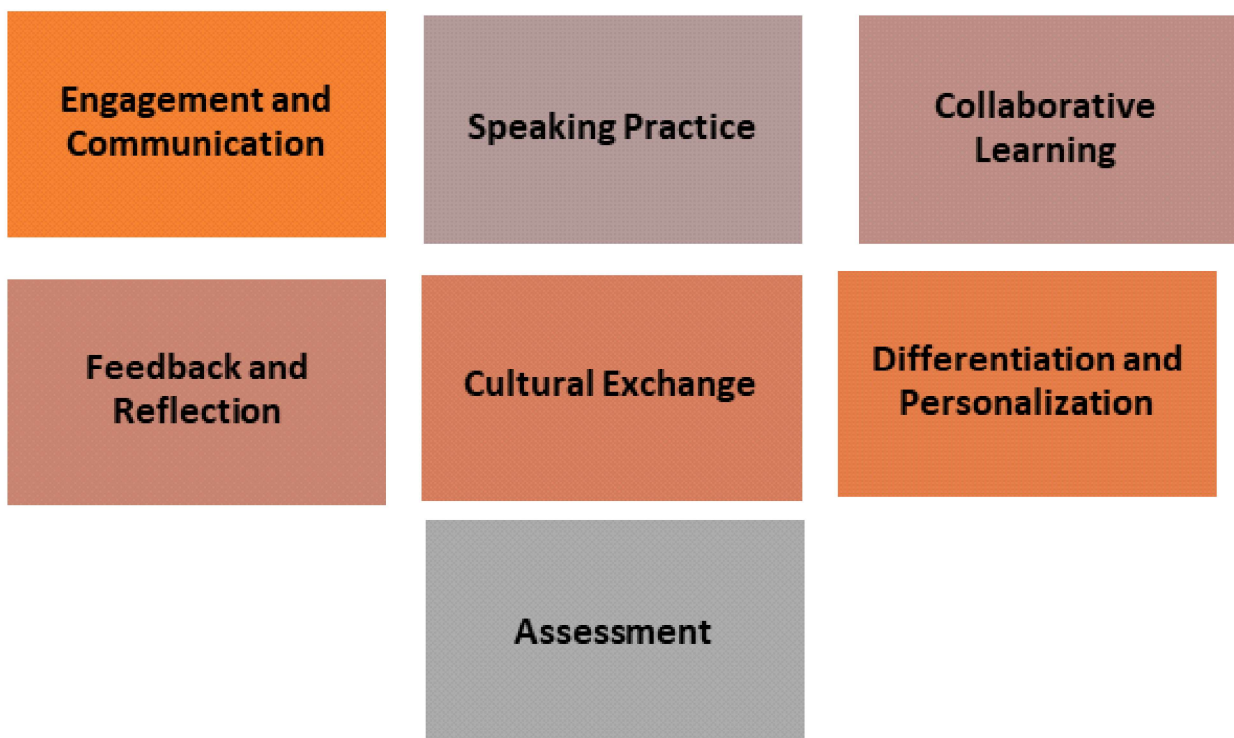 Engagement and
Communication
Speaking Practice
Collaborative
Learning
Feedback and
Reflection
Cultural Exchange
Differentiation and
Personalization
Assessment